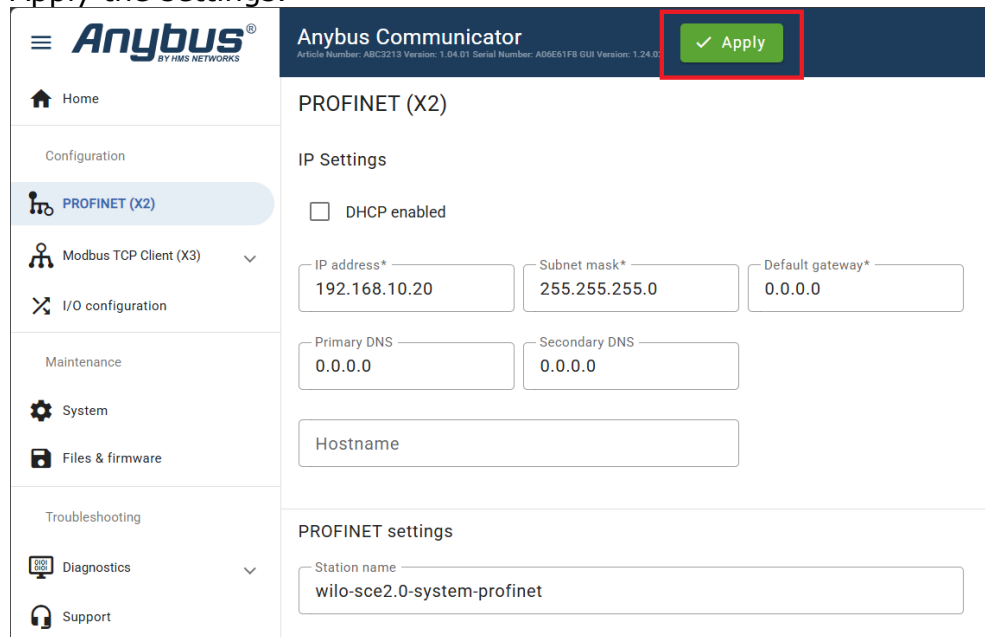 Apply the settings.
Anybus®
BY HMS NETWORKS
Anybus Communicator
Article Number: ABC3213 Version: 1.04.01 Serial Number: A06E61F8 GUI Version: 1.24.0
Apply
Home
Configuration
PROFINET (X2)
Modbus TCP Client (X3)
I/O configuration
Maintenance
System
Files & firmware
Troubleshooting
Diagnostics
Support
PROFINET (X2)
IP Settings
DHCP enabled
IP address* Subnet mask* Default gateway*
192.168.10.20 255.255.255.0 0.0.0.0
Primary DNS Secondary DNS
0.0.0.0 0.0.0.0
Hostname
PROFINET settings
Station name
wilo-sce2.0-system-profinet